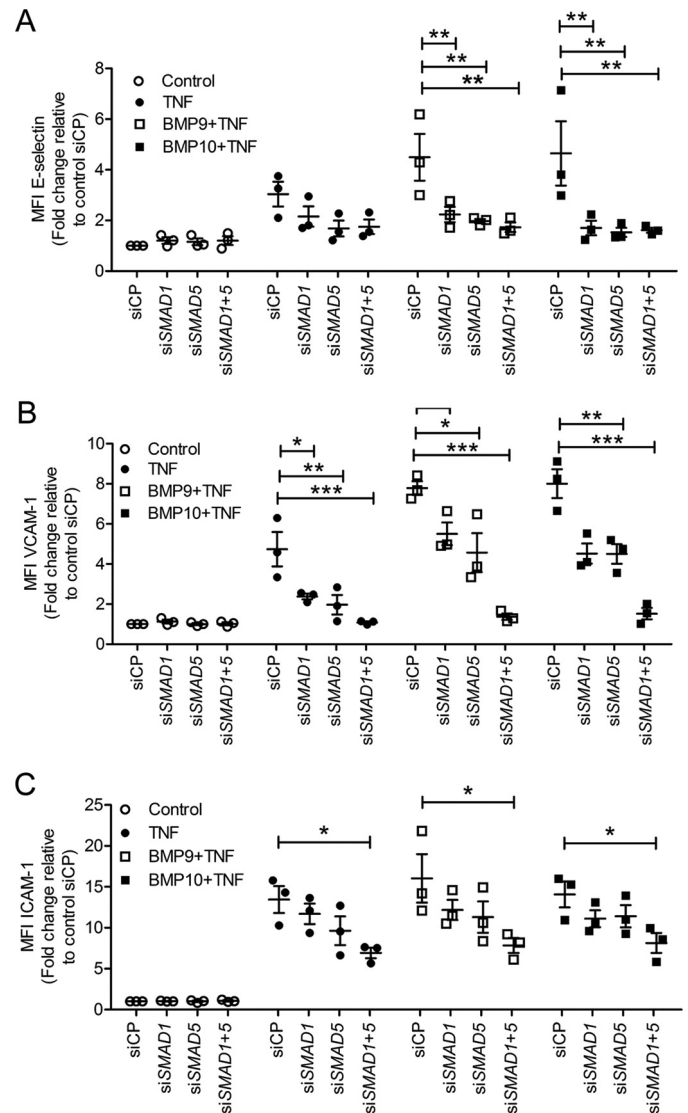 A
MFI E-selectin
(Fold change relative
to control siCP)
8
6
4
2
0
Control
TNF
BMP9+TNF
BMP10+TNF
**
**
**
**
**
**
siCP
siSMAD1
siSMAD5
siSMAD1+5
siCP
siSMAD1
siSMAD5
siSMAD1+5
siCP
siSMAD1
siSMAD5
siSMAD1+5
siCP
siSMAD1
siSMAD5
siSMAD1+5
B
MFI VCAM-1
(Fold change relative
to control siCP)
10
8
6
4
2
0
Control
TNF
BMP9+TNF
BMP10+TNF
*
**
***
*
***
**
***
siCP
siSMAD1
siSMAD5
siSMAD1+5
siCP
siSMAD1
siSMAD5
siSMAD1+5
siCP
siSMAD1
siSMAD5
siSMAD1+5
siCP
siSMAD1
siSMAD5
siSMAD1+5
C
MFI ICAM-1
(Fold change relative
to control siCP)
25
20
15
10
5
0
Control
TNF
BMP9+TNF
BMP10+TNF
*
*
*
siCP
siSMAD1
siSMAD5
siSMAD1+5
siCP
siSMAD1
siSMAD5
siSMAD1+5
siCP
siSMAD1
siSMAD5
siSMAD1+5
siCP
siSMAD1
siSMAD5
siSMAD1+5